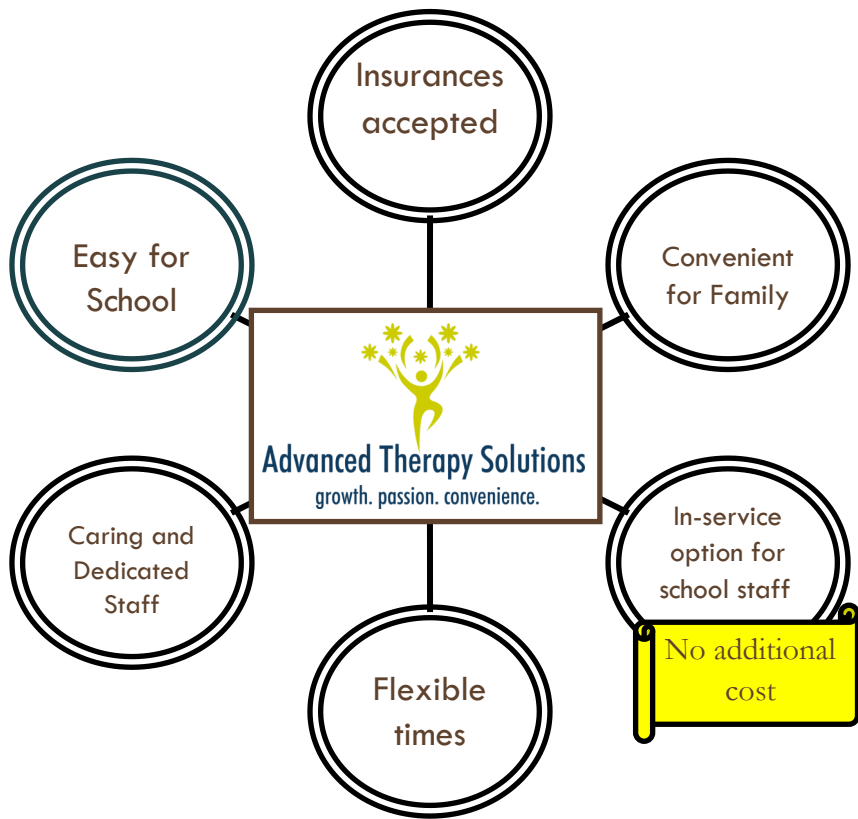 Insurances
accepted
Easy for
School
Convenient
for Family
Advanced Therapy Solutions
growth. passion. convenience.
Caring and
Dedicated
Staff
In-service
option for
school staff
No additional
cost
Flexible
times